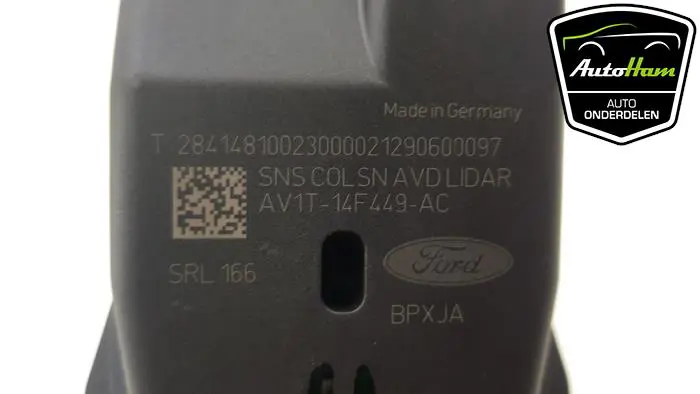 AutoHam
AUTO
ONDERDELEN
Made in Germany
T 28414810023000021290600097
SNS COLSN AVD LIDAR
AV1T-14F449-AC
SRL 166
Ford
BPXJA